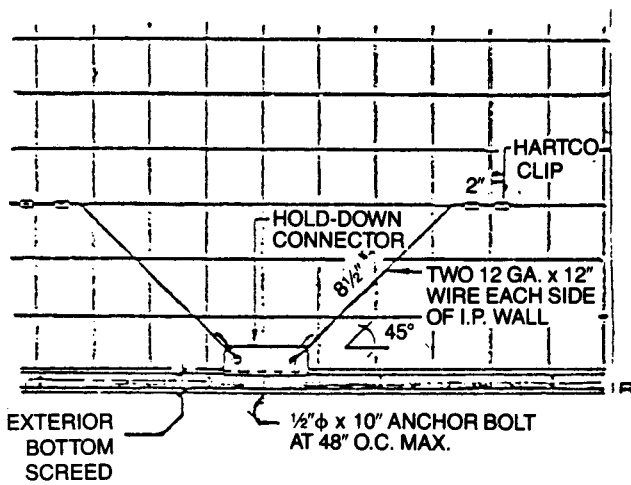 HARTCO
CLIP
2"
HOLD-DOWN
CONNECTOR
8½"
TWO 12 GA. x 12"
WIRE EACH SIDE
OF I.P. WALL
45°
EXTERIOR
BOTTOM
SCREED
½"ϕ x 10" ANCHOR BOLT
AT 48" O.C. MAX.